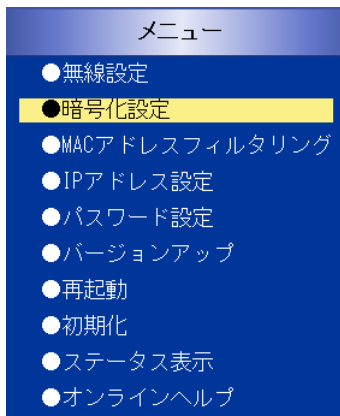 メニュー
●無線設定
●暗号化設定
●MACアドレスフィルタリング
●IPアドレス設定
●パスワード設定
●バージョンアップ
●再起動
●初期化
●ステータス表示
●オンラインヘルプ